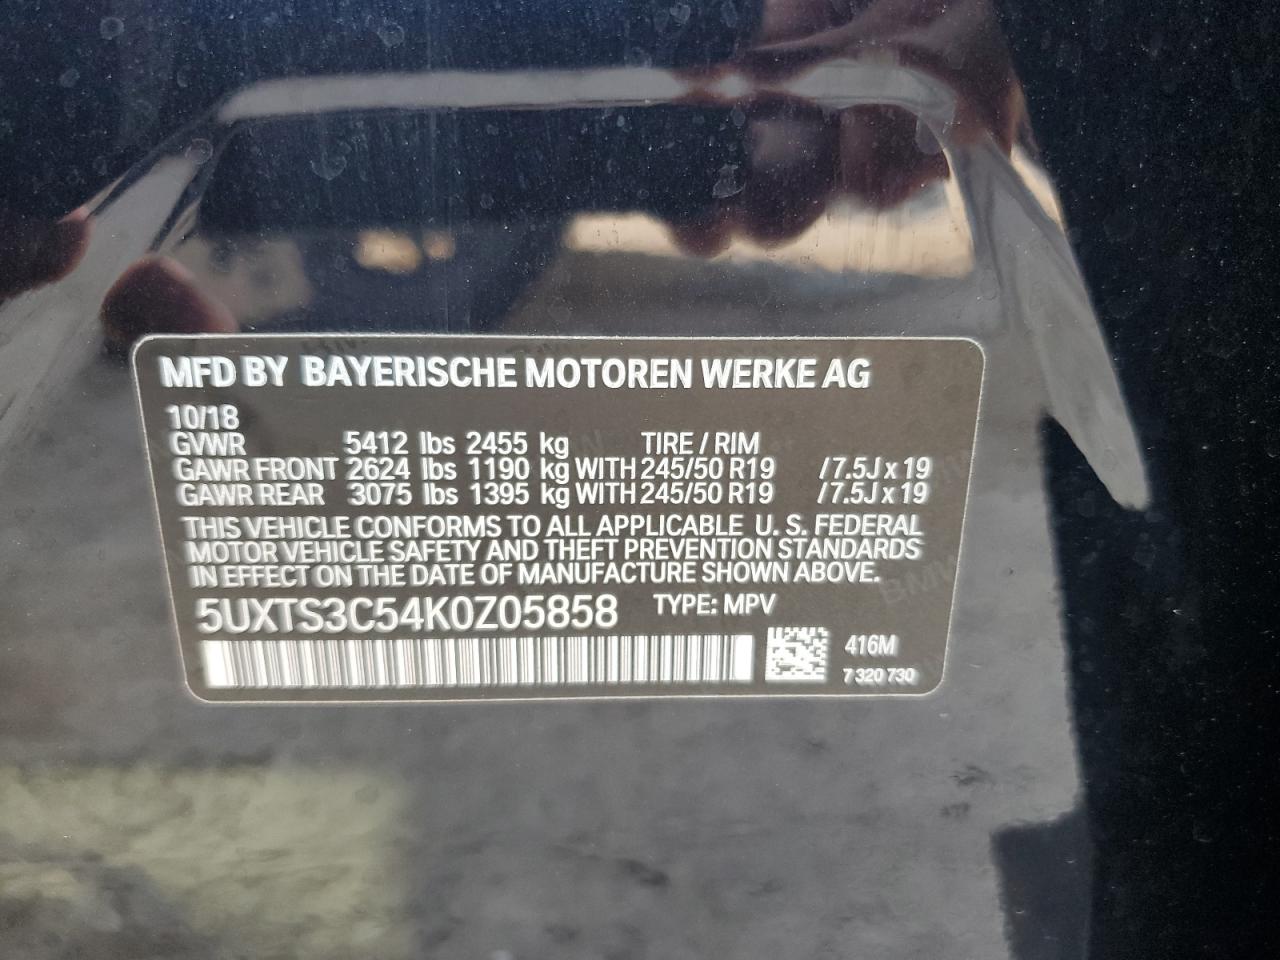 MFD BY BAYERISCHE MOTOREN WERKE AG
10/18
GVWR 5412 lbs 2455 kg TIRE / RIM
GAWR FRONT 2624 lbs 1190 kg WITH 245/50 R19 /7.5J x 19
GAWR REAR 3075 lbs 1395 kg WITH 245/50 R19 /7.5J x 19
THIS VEHICLE CONFORMS TO ALL APPLICABLE U. S. FEDERAL
MOTOR VEHICLE SAFETY AND THEFT PREVENTION STANDARDS
IN EFFECT ON THE DATE OF MANUFACTURE SHOWN ABOVE.
5UXTS3C54K0Z05858 TYPE: MPV
416M
7 320 730